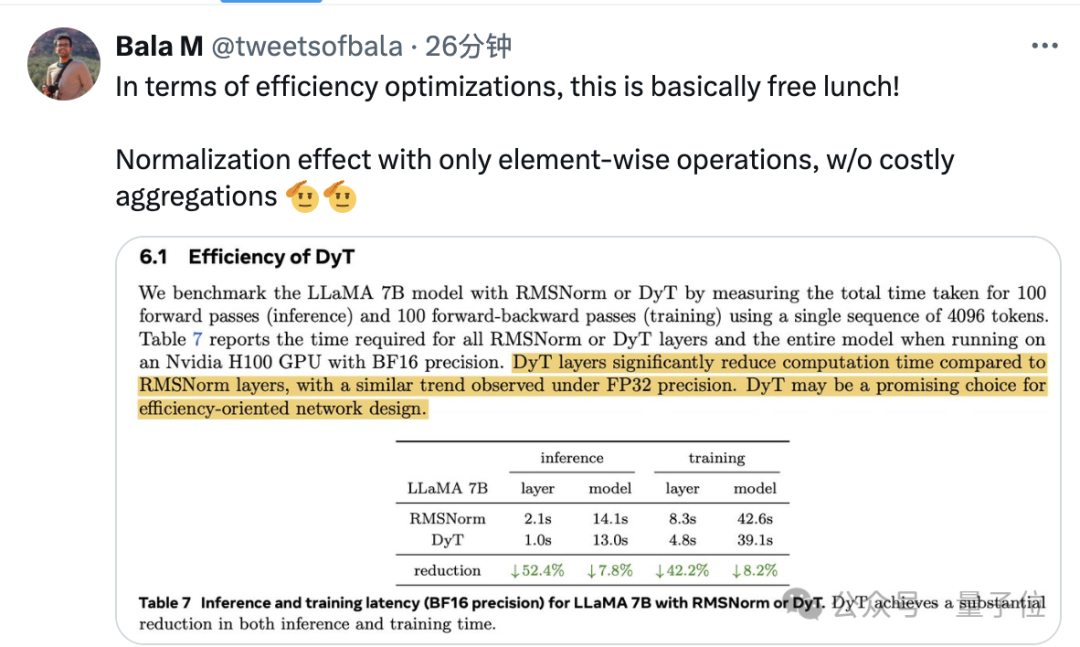 Bala M @tweetsofbala · 26分钟
In terms of efficiency optimizations, this is basically free lunch!
Normalization effect with only element-wise operations, w/o costly
aggregations 🫡🫡
6.1 Efficiency of DyT
We benchmark the LLaMA 7B model with RMSNorm or DyT by measuring the total time taken for 100
forward passes (inference) and 100 forward-backward passes (training) using a single sequence of 4096 tokens.
Table 7 reports the time required for all RMSNorm or DyT layers and the entire model when running on
an Nvidia H100 GPU with BF16 precision. DyT layers significantly reduce computation time compared to
RMSNorm layers, with a similar trend observed under FP32 precision. DyT may be a promising choice for
efficiency-oriented network design.
inference training
LLaMA 7B layer model layer model
RMSNorm 2.1s 14.1s 8.3s 42.6s
DyT 1.0s 13.0s 4.8s 39.1s
reduction ↓52.4% ↓7.8% ↓42.2% ↓8.2%
Table 7 Inference and training latency (BF16 precision) for LLaMA 7B with RMSNorm or DyT. DyT achieves a substantial
reduction in both inference and training time.
公众号 · 量子位